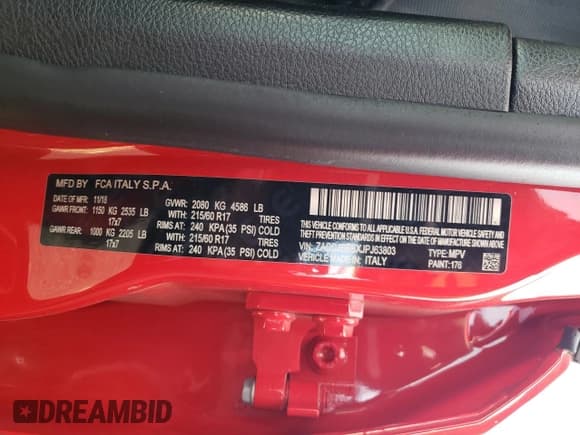 MFD BY: FCA ITALY S.P.A.
DATE OF MFR: 11/18 GVWR: 2080 KG 4586 LB
GAWR FRONT: 1150 KG 2535 LB WITH 215/60 R17 TIRES
17x7 RIMS AT: 240 KPA (35 PSI) COLD
GAWR REAR: 1000 KG 2205 LB WITH 215/60 R17 TIRES
17x7 RIMS AT: 240 KPA (35 PSI) COLD
THIS VEHICLE CONFORMS TO ALL APPLICABLE U.S.A. FEDERAL MOTOR VEHICLE SAFETY, BUMPER, AND
THEFT PREVENTION STANDARDS IN EFFECT ON THE DATE OF MANUFACTURE SHOWN ABOVE.
VIN: TYPE: MPV
VEHICLE MADE IN: ITALY PAINT: 176
DREAMBID